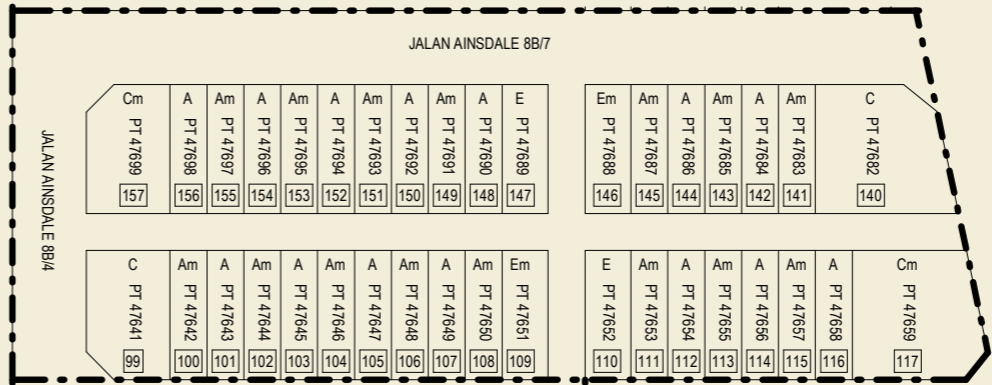 JALAN AINSDALE 8B/7
JALAN AINSDALE 8B/4
Cm A Am A Am A Am A Am A E
PT 47699 PT 47698 PT 47697 PT 47696 PT 47695 PT 47694 PT 47693 PT 47692 PT 47691 PT 47690 PT 47689
157 156 155 154 153 152 151 150 149 148 147
Em Am A Am A Am C
PT 47688 PT 47687 PT 47686 PT 47685 PT 47684 PT 47683 PT 47682
146 145 144 143 142 141 140
C Am A Am A Am A Am A Am Em
PT 47641 PT 47642 PT 47643 PT 47644 PT 47645 PT 47646 PT 47647 PT 47648 PT 47649 PT 47650 PT 47651
99 100 101 102 103 104 105 106 107 108 109
E Am A Am A Am A Cm
PT 47652 PT 47653 PT 47654 PT 47655 PT 47656 PT 47657 PT 47658 PT 47659
110 111 112 113 114 115 116 117